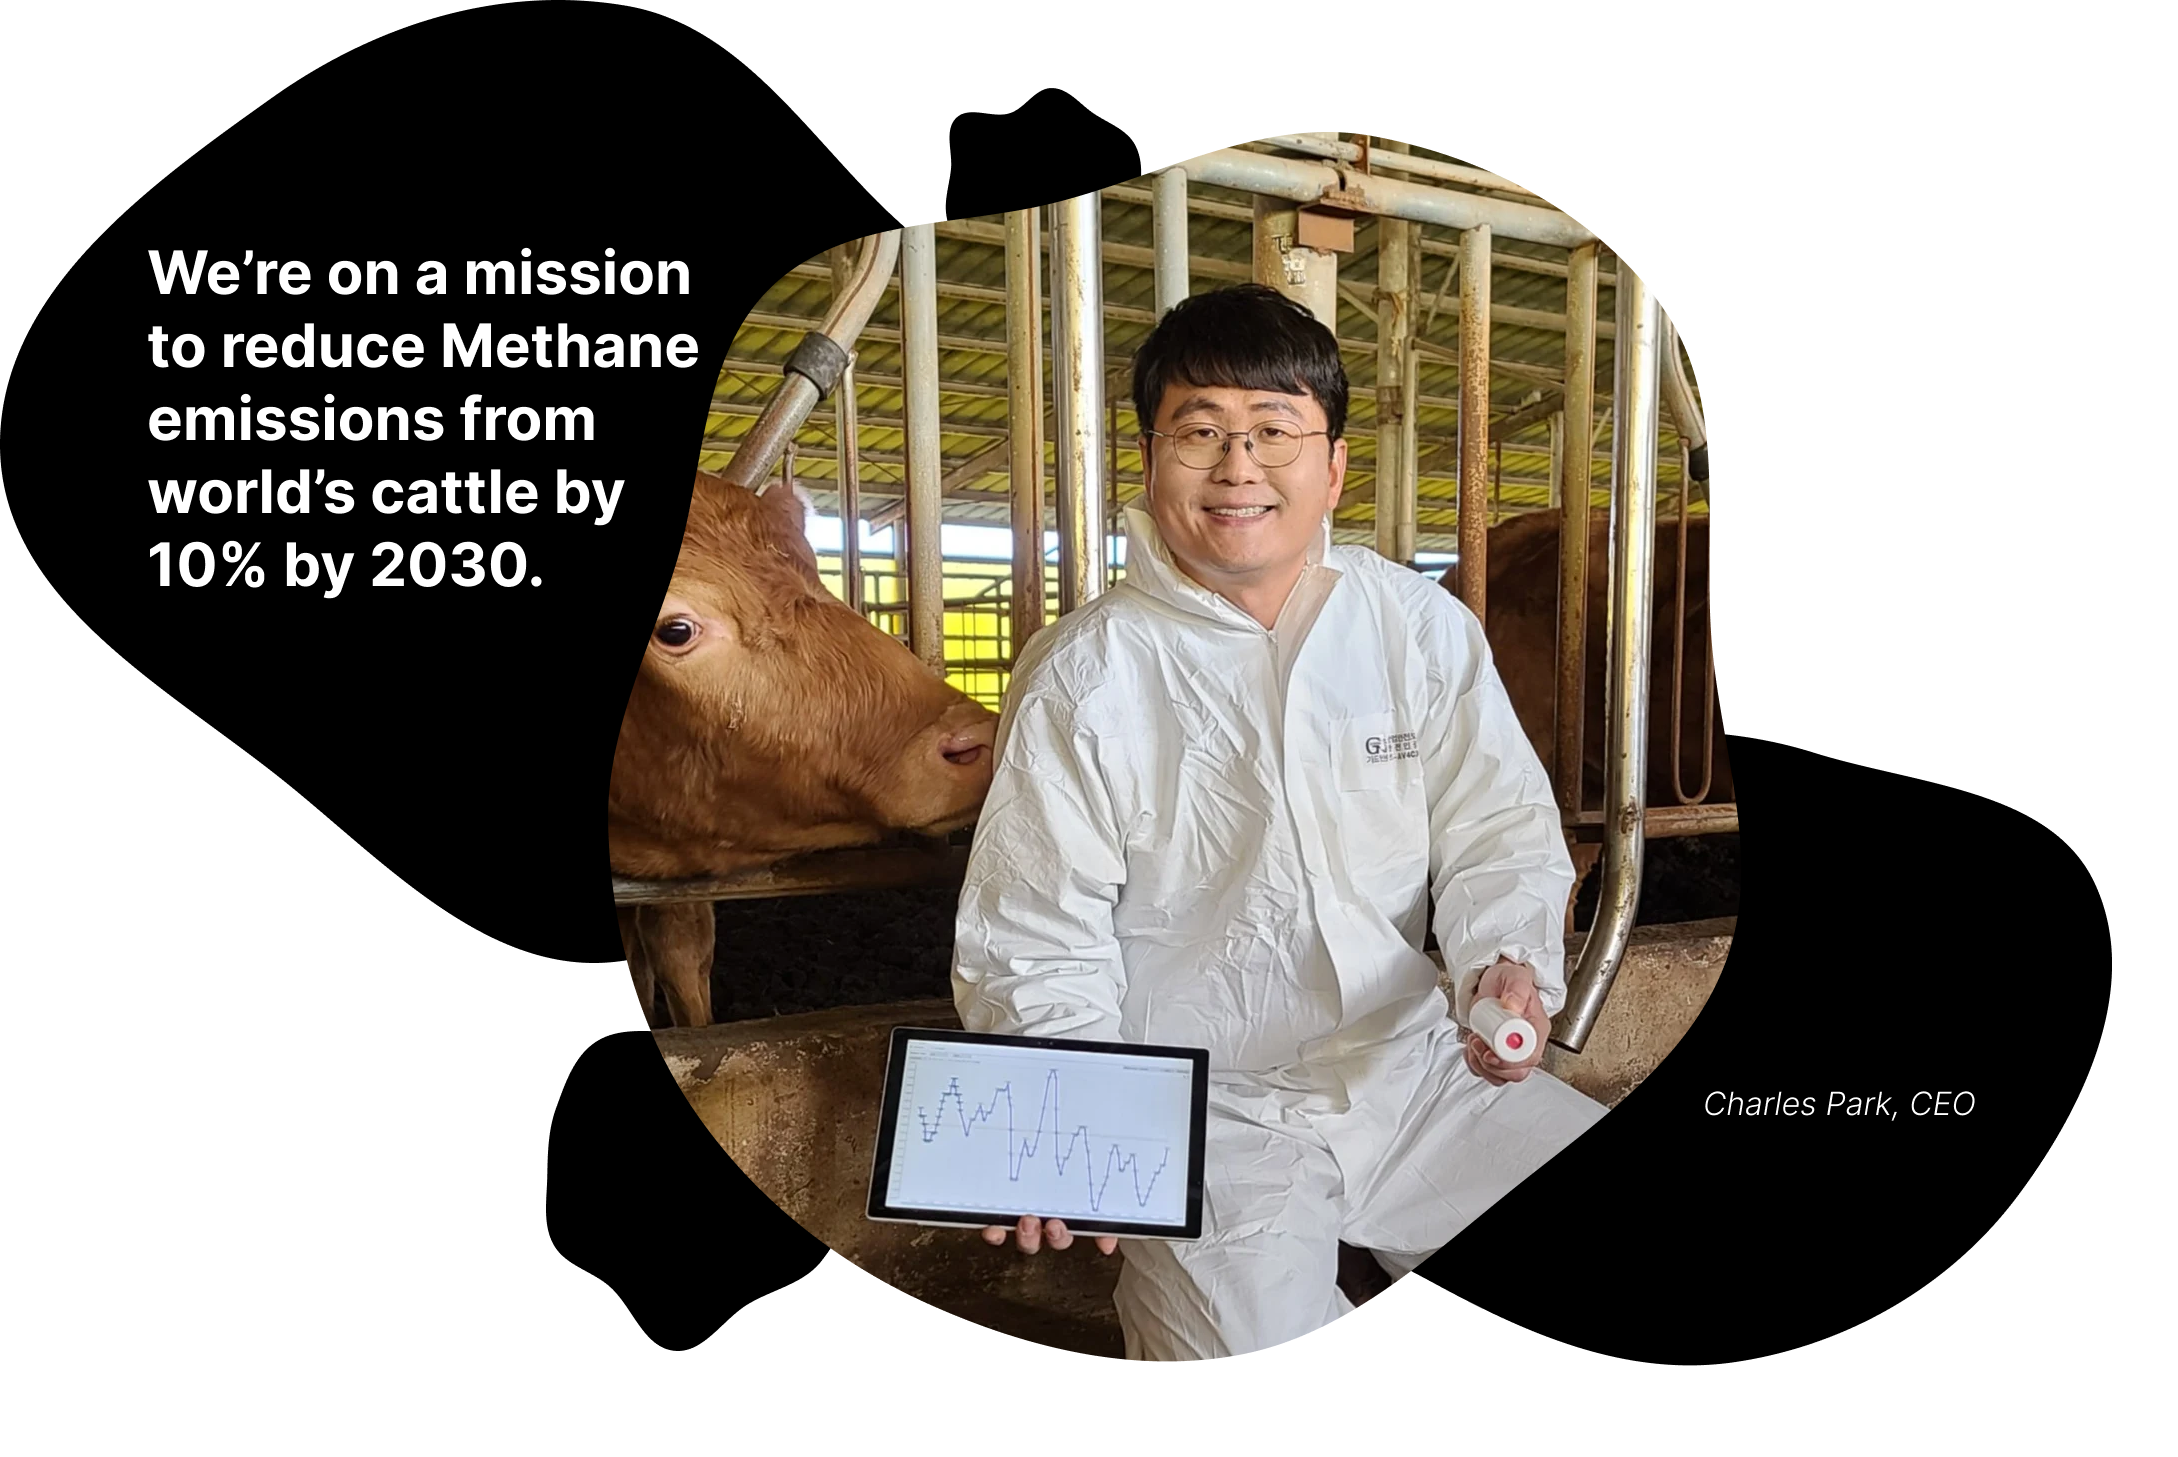 We’re on a mission
to reduce Methane
emissions from
world’s cattle by
10% by 2030.
Charles Park, CEO